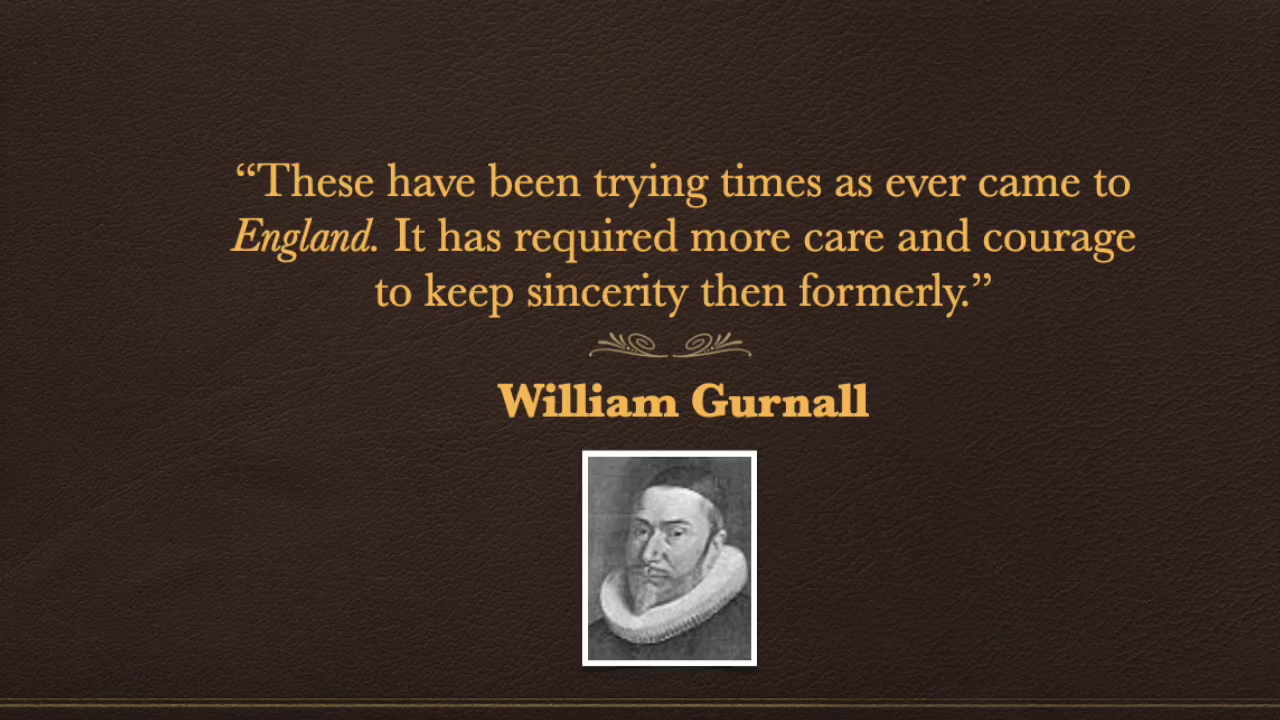 “These have been trying times as ever came to
England. It has required more care and courage
to keep sincerity then formerly.”
William Gurnall